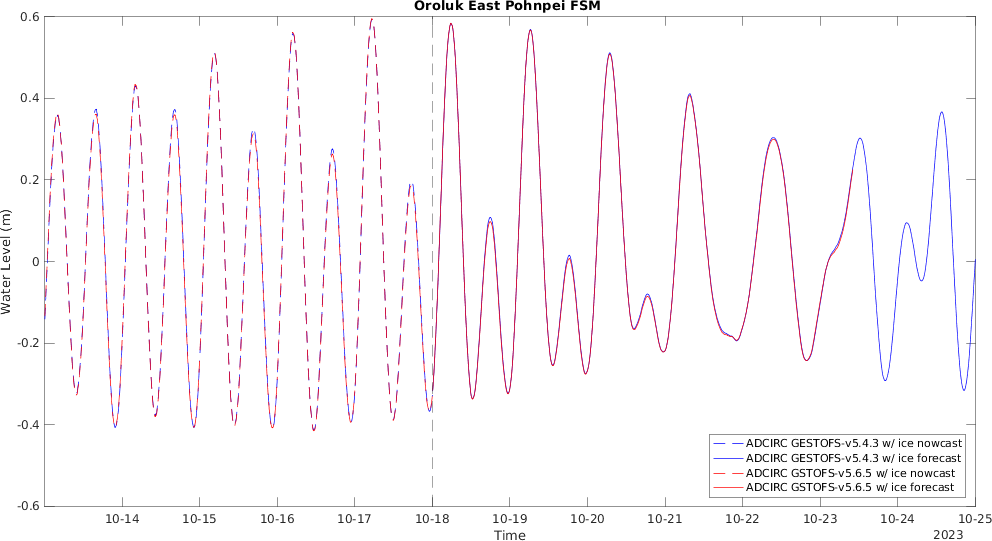 Oroluk East Pohnpei FSM
0.6
0.4
0.2
0
-0.2
-0.4
-0.6
Water Level (m)
10-14
10-15
10-16
10-17
10-18
10-19
10-20
10-21
10-22
10-23
10-24
10-25
Time
2023
ADCIRC GESTOFS-v5.4.3 w/ ice nowcast
ADCIRC GESTOFS-v5.4.3 w/ ice forecast
ADCIRC GSTOFS-v5.6.5 w/ ice nowcast
ADCIRC GSTOFS-v5.6.5 w/ ice forecast